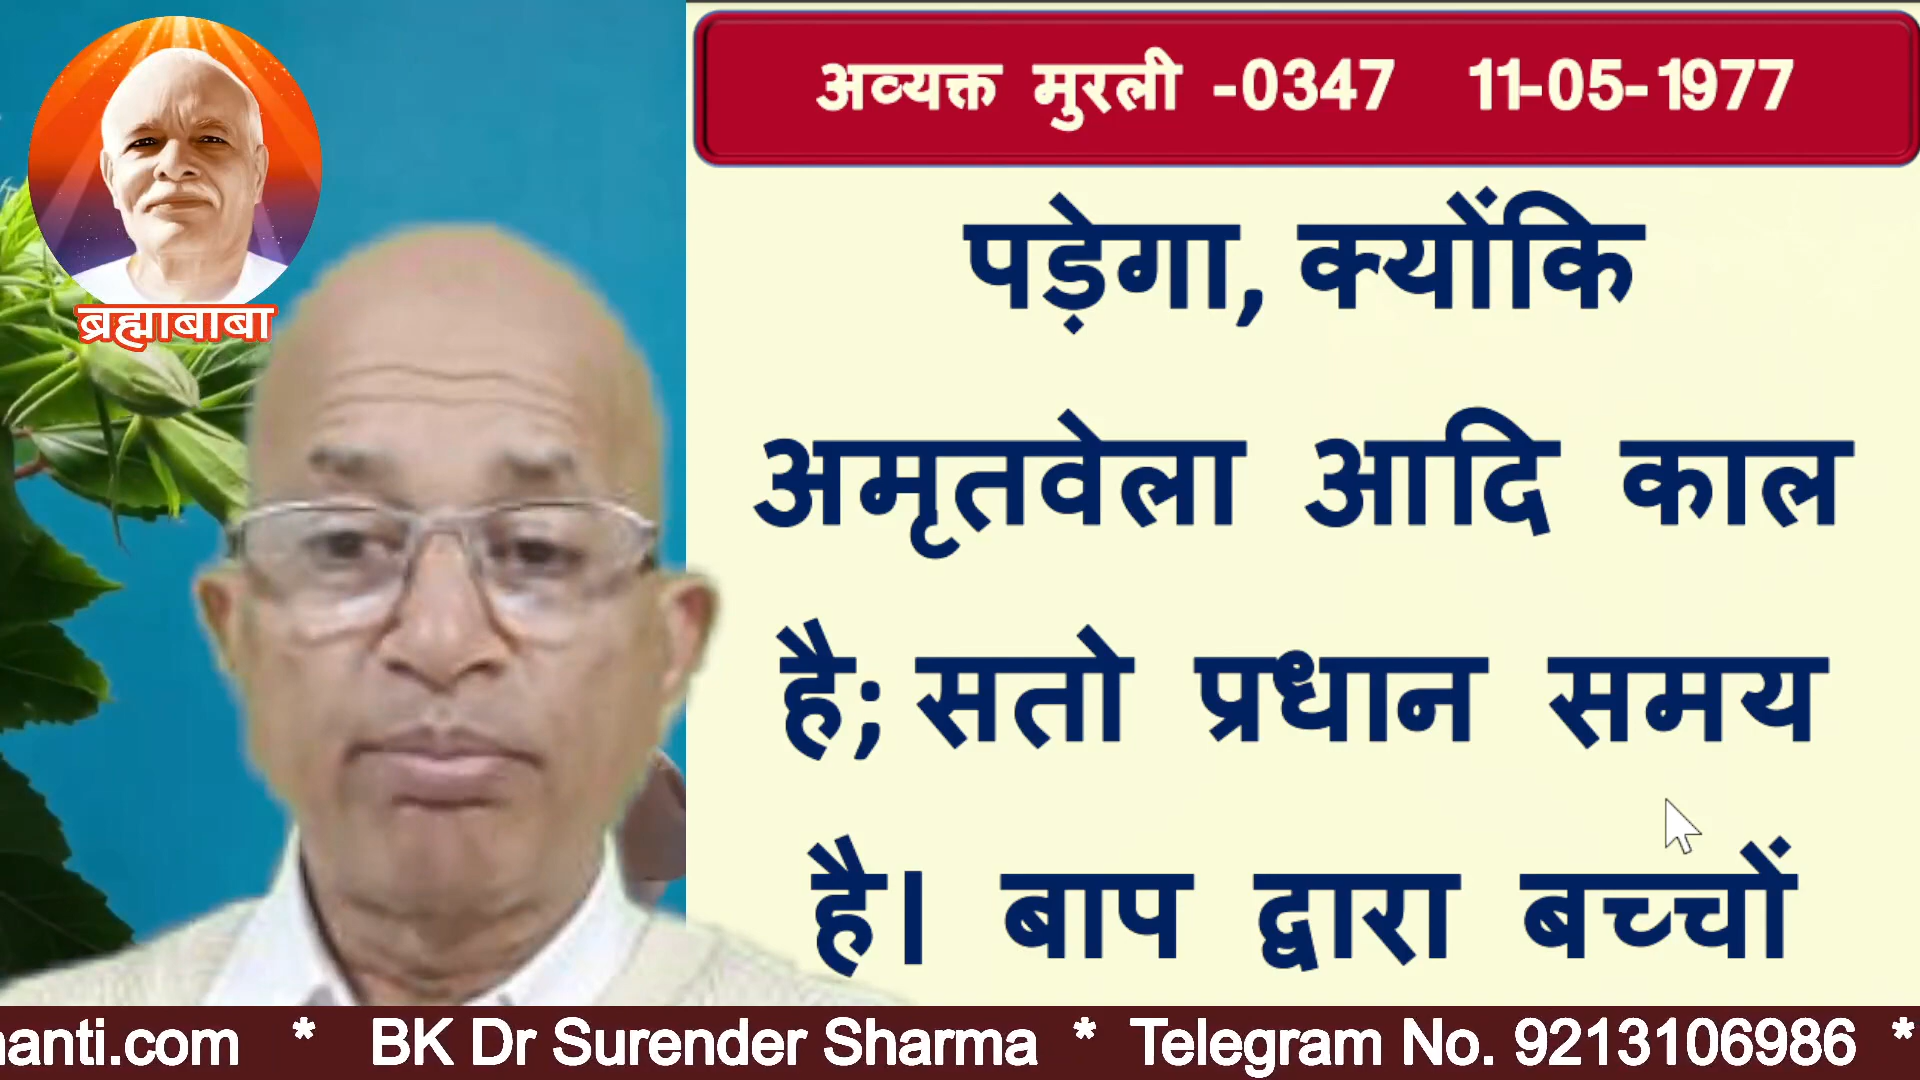 ब्रह्माबाबा
अव्यक्त मुरली -0347 11-05-1977
पड़ेगा, क्योंकि
अमृतवेला आदि काल
है; सतो प्रधान समय
है। बाप द्वारा बच्चों
hanti.com * BK Dr Surender Sharma * Telegram No. 9213106986 *